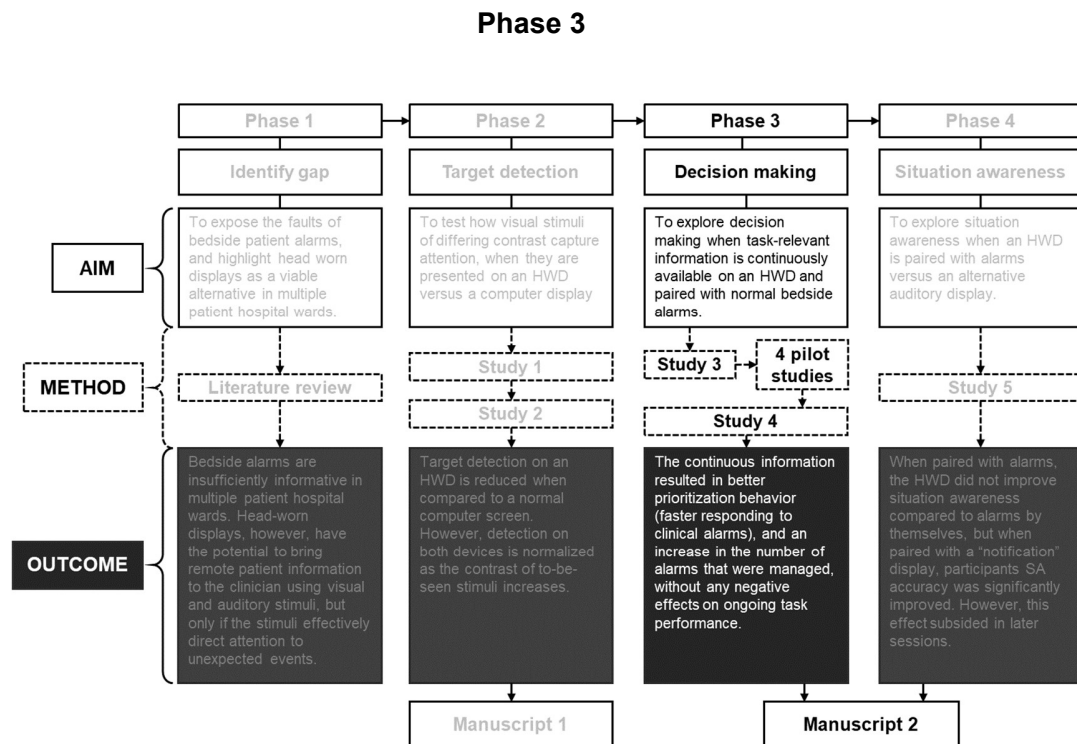 Phase 3
Phase 1
Phase 2
Phase 3
Phase 4
Identify gap
Target detection
Decision making
Situation awareness
AIM
To expose the faults of
bedside patient alarms,
and highlight head worn
displays as a viable
alternative in multiple
patient hospital wards.
To test how visual stimuli
of differing contrast capture
attention, when they are
presented on an HWD
versus a computer display
To explore decision
making when task-relevant
information is continuously
available on an HWD and
paired with normal bedside
alarms.
To explore situation
awareness when an HWD
is paired with alarms
versus an alternative
auditory display.
METHOD
Literature review
Study 1
Study 2
Study 3
4 pilot
studies
Study 4
Study 5
OUTCOME
Bedside alarms are
insufficiently informative in
multiple patient hospital
wards. Head-worn
displays, however, have
the potential to bring
remote patient information
to the clinician using visual
and auditory stimuli, but
only if the stimuli effectively
direct attention to
unexpected events.
Target detection on an
HWD is reduced when
compared to a normal
computer screen.
However, detection on
both devices is normalized
as the contrast of to-be-
seen stimuli increases.
The continuous information
resulted in better
prioritization behavior
(faster responding to
clinical alarms), and an
increase in the number of
alarms that were managed,
without any negative
effects on ongoing task
performance.
When paired with alarms,
the HWD did not improve
situation awareness
compared to alarms by
themselves, but when
paired with a “notification”
display, participants SA
accuracy was significantly
improved. However, this
effect subsided in later
sessions.
Manuscript 1
Manuscript 2